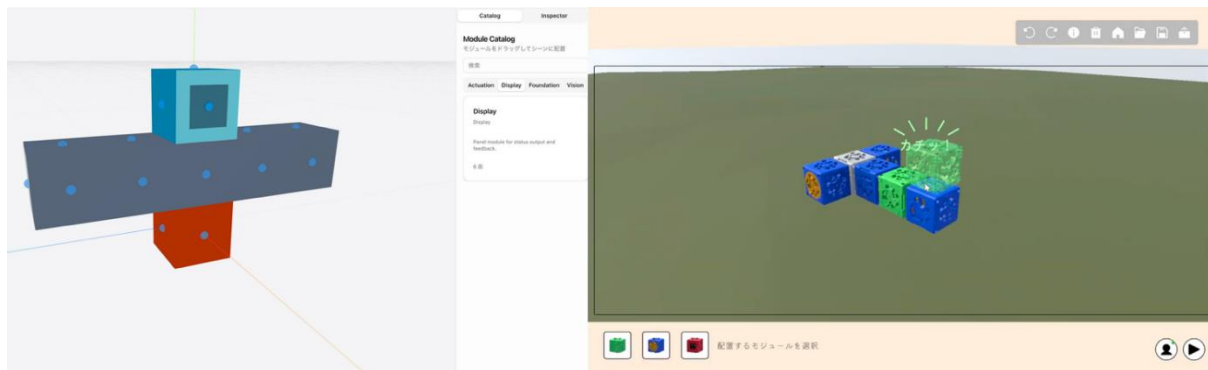 Catalog
Inspector
Module Catalog
モジュールをドラッグしてシーンに配置
検索
Actuation
Display
Foundation
Vision
Display
Display
Panel module for status output and
feedback.
カチッ!
配置するモジュールを選択